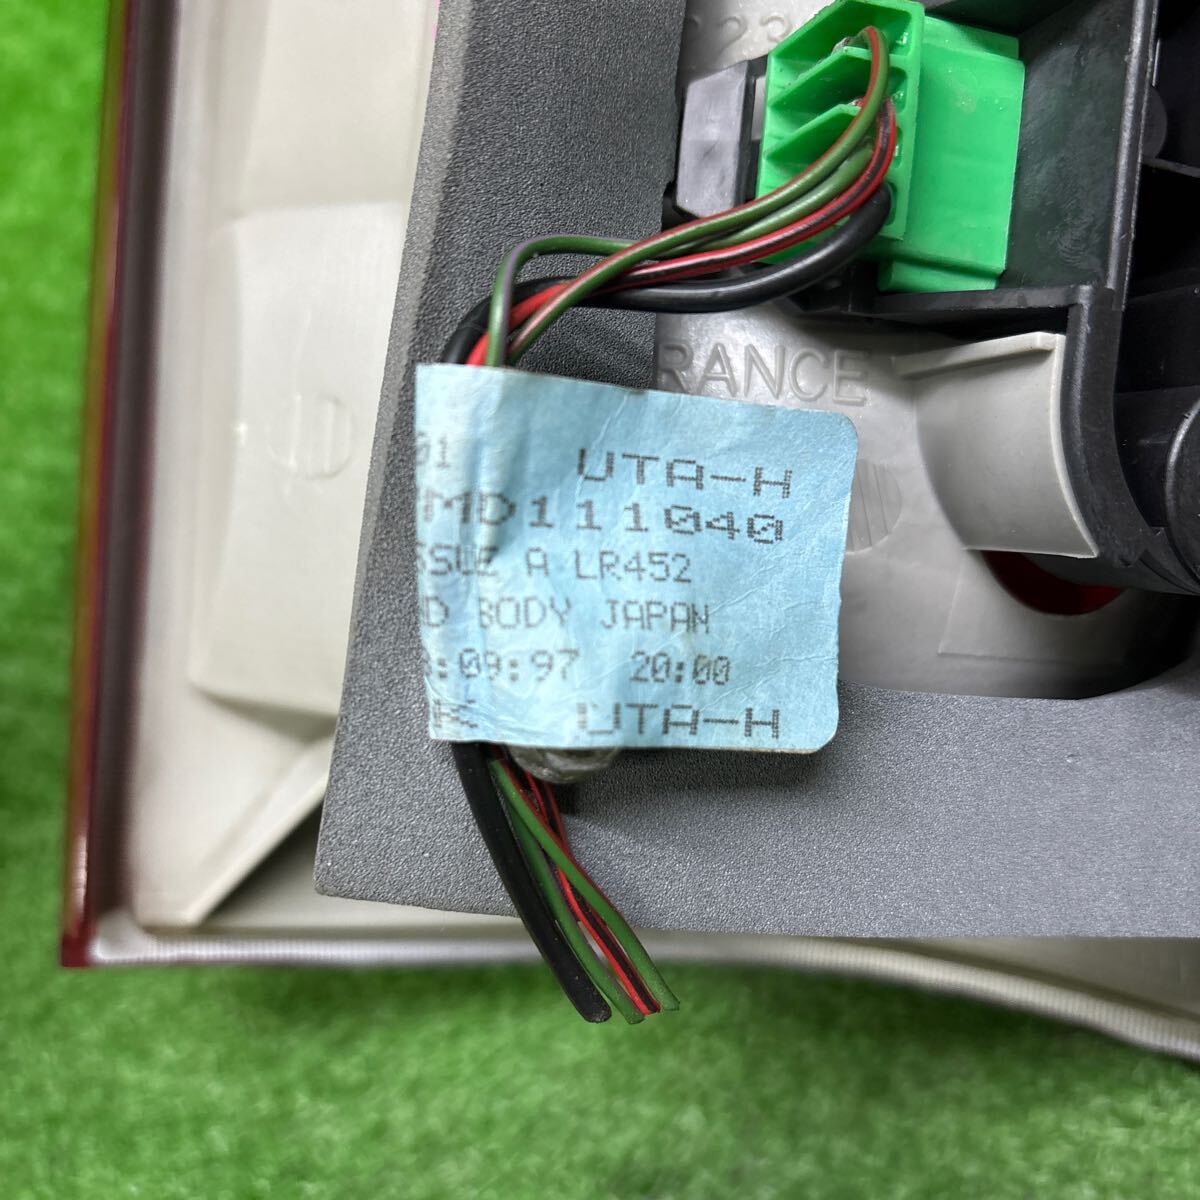 UTA-H
MD111040
A LR452
BODY JAPAN
:09:97 20:00
UTA-H
RANCE